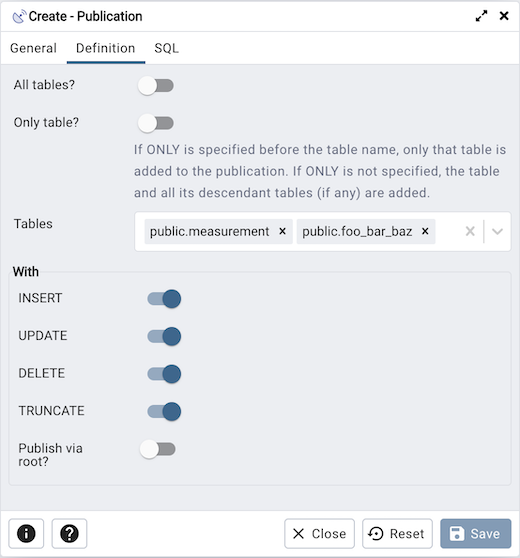 Create - Publication
General Definition SQL
All tables?
Only table?
If ONLY is specified before the table name, only that table is
added to the publication. If ONLY is not specified, the table
and all its descendant tables (if any) are added.
Tables public.measurement × public.foo_bar_baz ×
With
INSERT
UPDATE
DELETE
TRUNCATE
Publish via
root?
Close Reset Save